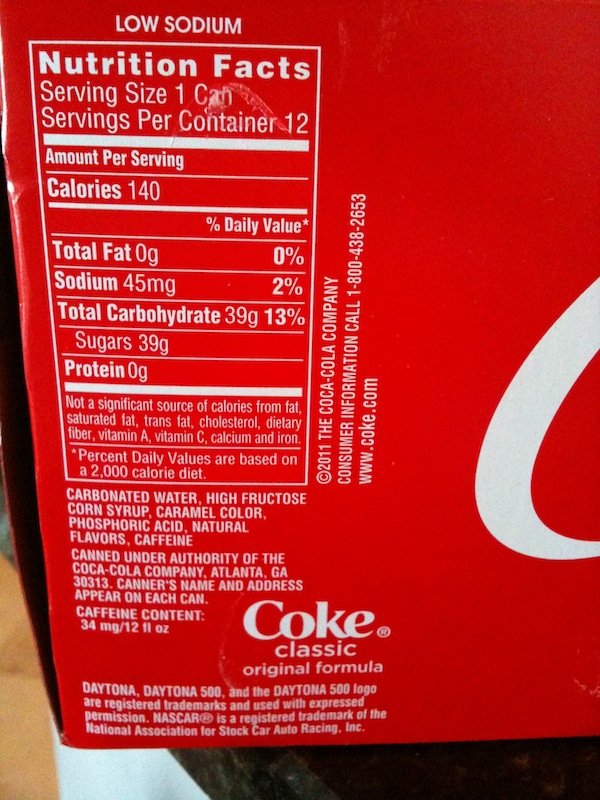 LOW SODIUM
Nutrition Facts
Serving Size 1 Can
Servings Per Container 12
Amount Per Serving
Calories 140
% Daily Value*
Total Fat 0g 0%
Sodium 45mg 2%
Total Carbohydrate 39g 13%
Sugars 39g
Protein 0g
Not a significant source of calories from fat,
saturated fat, trans fat, cholesterol, dietary
fiber, vitamin A, vitamin C, calcium and iron.
*Percent Daily Values are based on
a 2,000 calorie diet.
©2011 THE COCA-COLA COMPANY
CONSUMER INFORMATION CALL 1-800-438-2653
www.coke.com
CARBONATED WATER, HIGH FRUCTOSE
CORN SYRUP, CARAMEL COLOR,
PHOSPHORIC ACID, NATURAL
FLAVORS, CAFFEINE
CANNED UNDER AUTHORITY OF THE
COCA-COLA COMPANY, ATLANTA, GA
30313. CANNER'S NAME AND ADDRESS
APPEAR ON EACH CAN.
CAFFEINE CONTENT:
34 mg/12 fl oz
Coke®
classic
original formula
DAYTONA, DAYTONA 500, and the DAYTONA 500 logo
are registered trademarks and used with expressed
permission. NASCAR® is a registered trademark of the
National Association for Stock Car Auto Racing, Inc.